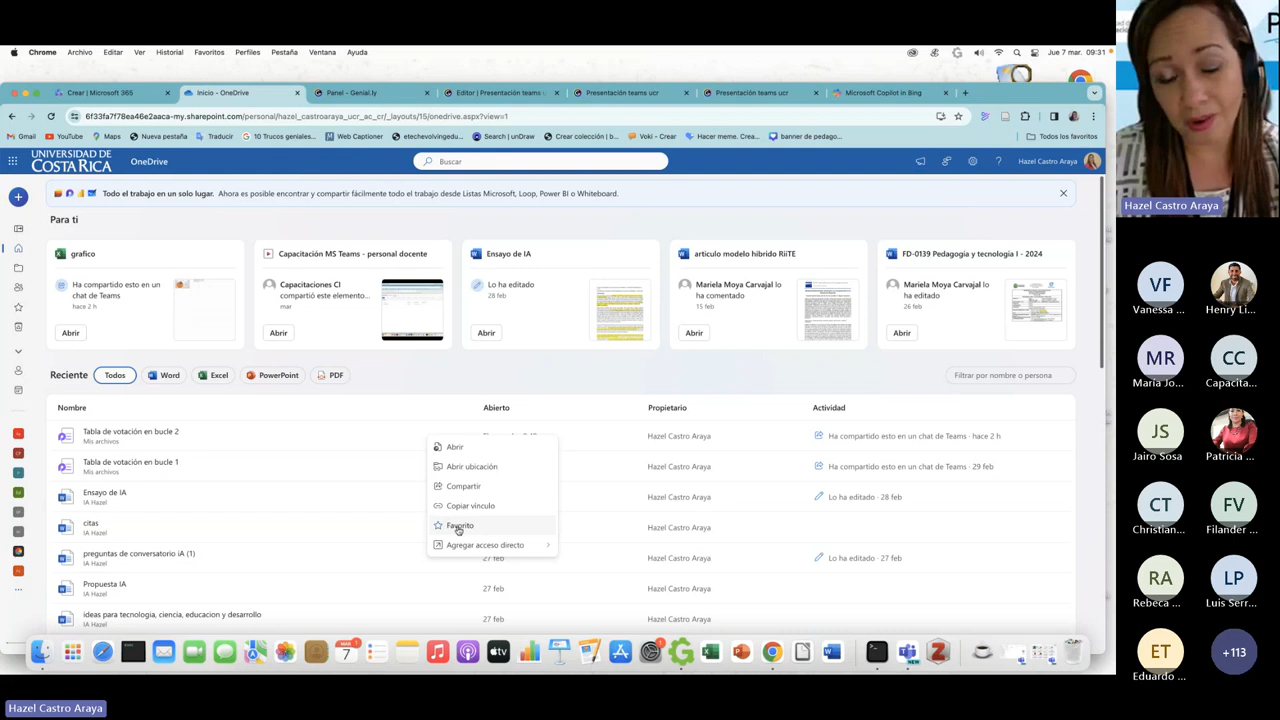 Chrome Archivo Editar Ver Historial Favoritos Perfiles Pestaña Ventana Ayuda
Jue 7 mar. 09:31
Crear | Microsoft 365
Inicio - OneDrive
Panel - Genial.ly
Editor | Presentación teams u
Presentación teams ucr
Presentación teams ucr
Microsoft Copilot in Bing
6f33fa7f78ea46e2aaca-my.sharepoint.com/personal/hazel_castroaraya_ucr_ac_cr/_layouts/15/onedrive.aspx?view=1
Gmail YouTube Maps Nueva pestaña Traducir 10 Trucos geniales... Web Captioner etechevolvingedu... Search | unDraw Crear colección | b... Voki - Crear Hacer meme. Crea... banner de pedago...
Todos los favoritos
UNIVERSIDAD DE
COSTA RICA
OneDrive
Buscar
Hazel Castro Araya
Todo el trabajo en un solo lugar. Ahora es posible encontrar y compartir fácilmente todo el trabajo desde Listas Microsoft, Loop, Power BI o Whiteboard.
Para ti
grafico
Ha compartido esto en un
chat de Teams
hace 2 h
Abrir
Capacitación MS Teams - personal docente
Capacitaciones CI
compartió este elemento...
mar
Abrir
Ensayo de IA
Lo ha editado
28 feb
Abrir
articulo modelo hibrido RiiTE
Mariela Moya Carvajal lo
ha comentado
15 feb
Abrir
FD-0139 Pedagogía y tecnología I - 2024
Mariela Moya Carvajal lo
ha editado
26 feb
Abrir
Reciente Todos Word Excel PowerPoint PDF
Filtrar por nombre o persona
Nombre Abierto Propietario Actividad
Tabla de votación en bucle 2
Mis archivos
Hazel Castro Araya
Ha compartido esto en un chat de Teams · hace 2 h
Tabla de votación en bucle 1
Mis archivos
Hazel Castro Araya
Ha compartido esto en un chat de Teams · 29 feb
Ensayo de IA
IA Hazel
Hazel Castro Araya
Lo ha editado · 28 feb
citas
IA Hazel
Hazel Castro Araya
preguntas de conversatorio iA (1)
IA Hazel
27 feb
Hazel Castro Araya
Lo ha editado · 27 feb
Propuesta IA
IA Hazel
27 feb
Hazel Castro Araya
ideas para tecnologia, ciencia, educacion y desarrollo
IA Hazel
27 feb
Hazel Castro Araya
Abrir
Abrir ubicación
Compartir
Copiar vínculo
Favorito
Agregar acceso directo
MAR
7
NEW
Hazel Castro Araya
P
Hazel Castro Araya
VF
Vanessa ...
Henry Li...
MR
Maria Jo...
CC
Capacita...
JS
Jairo Sosa
Patricia ...
CT
Christian...
FV
Filander ...
RA
Rebeca ...
LP
Luis Serr...
ET
Eduardo ...
+113